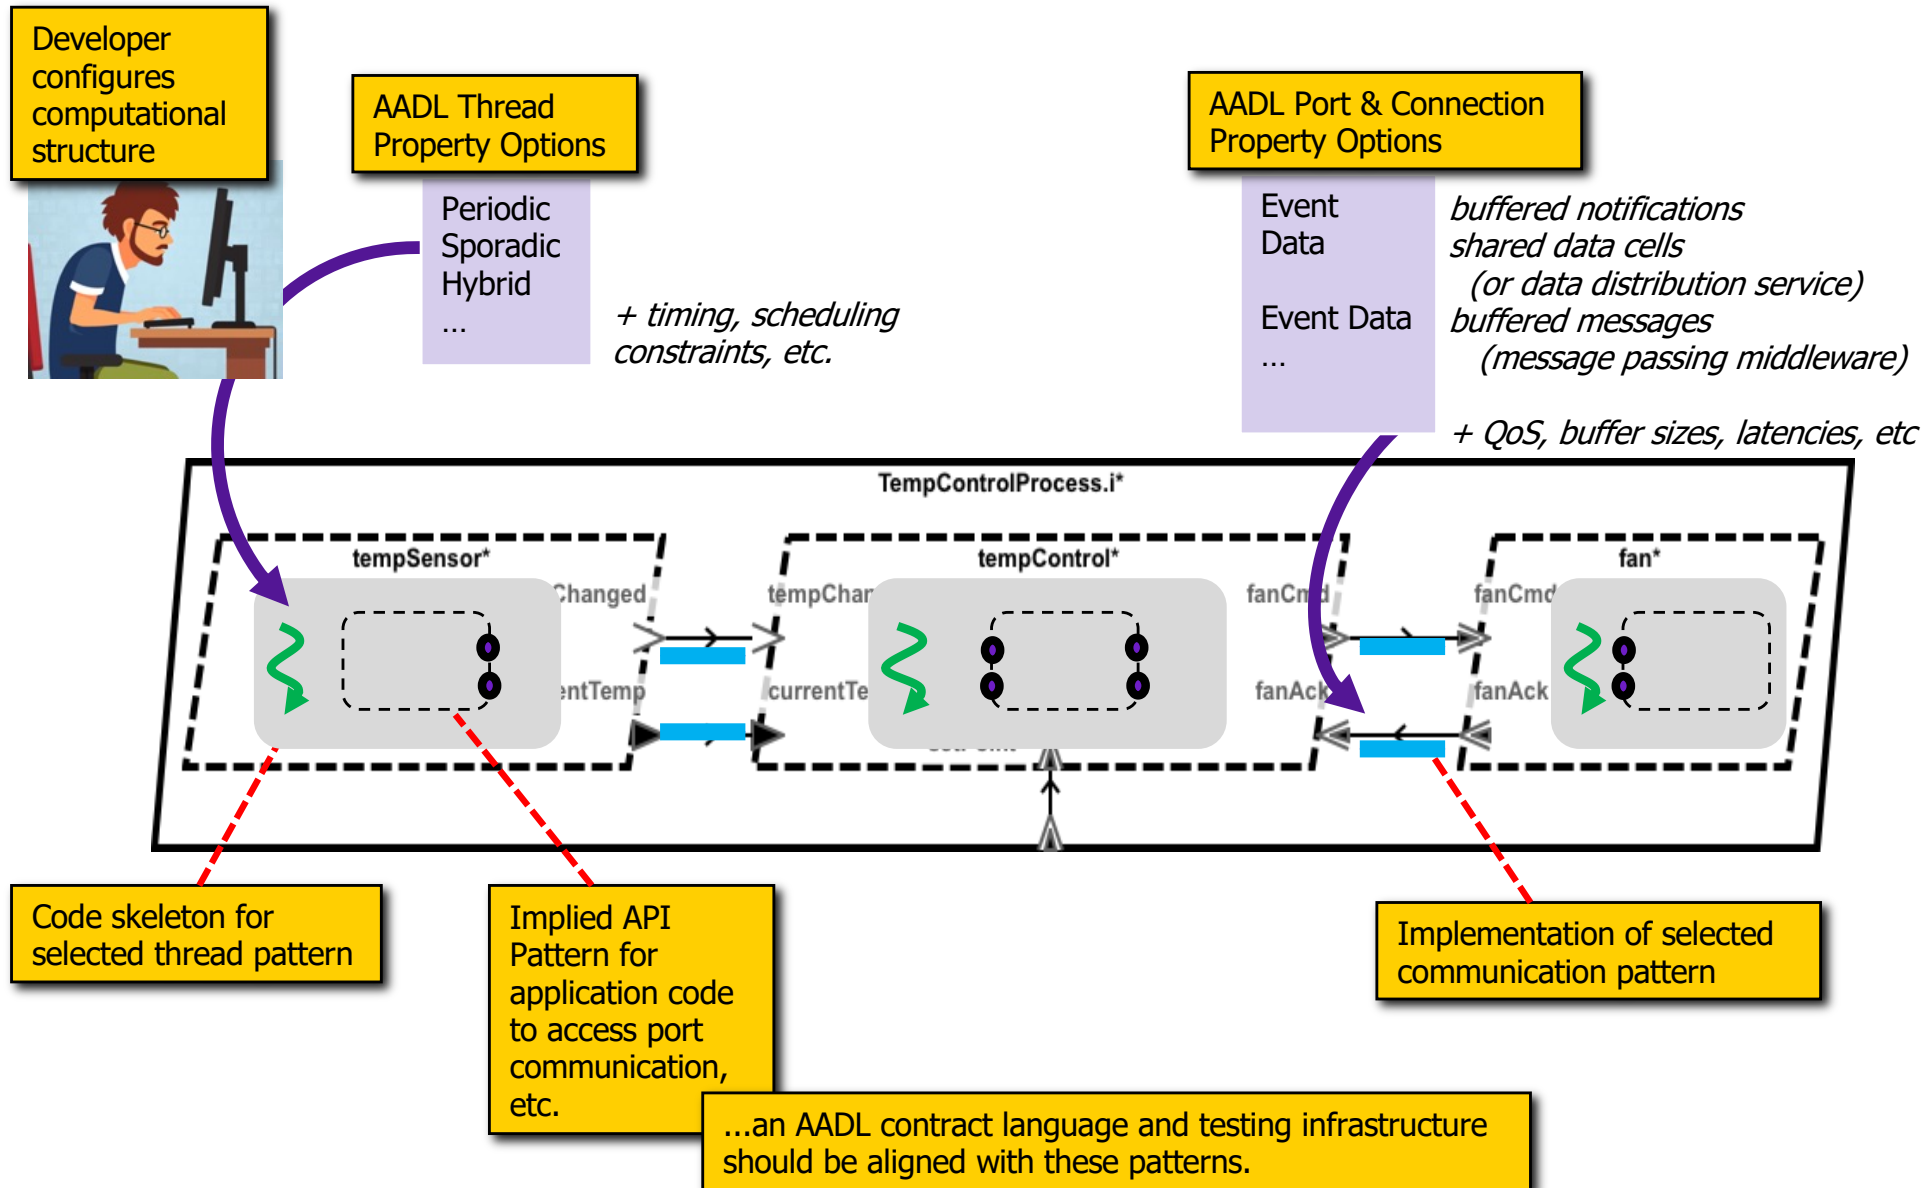 Developer
configures
computational
structure
AADL Thread
Property Options
Periodic
Sporadic
Hybrid
...
+ timing, scheduling
constraints, etc.
AADL Port & Connection
Property Options
Event
Data
Event Data
...
buffered notifications
shared data cells
(or data distribution service)
buffered messages
(message passing middleware)
+ QoS, buffer sizes, latencies, etc
TempControlProcess.i*
tempSensor*
Changed
entTemp
tempControl*
tempChan
currentTe
fanCmd
fanAck
fan*
fanCmd
fanAck
Code skeleton for
selected thread pattern
Implied API
Pattern for
application code
to access port
communication,
etc.
Implementation of selected
communication pattern
...an AADL contract language and testing infrastructure
should be aligned with these patterns.